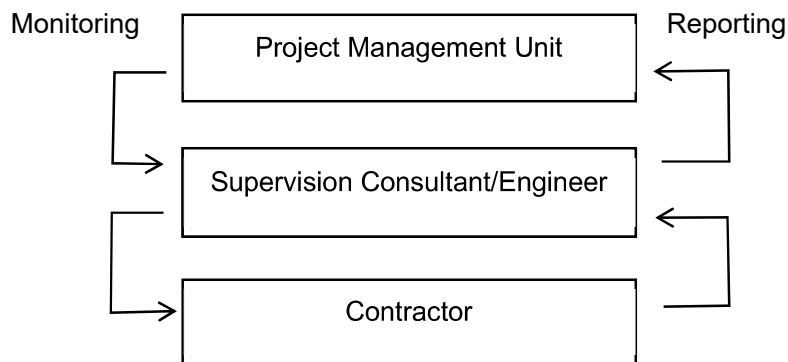 Monitoring
Reporting
Project Management Unit
Supervision Consultant/Engineer
Contractor